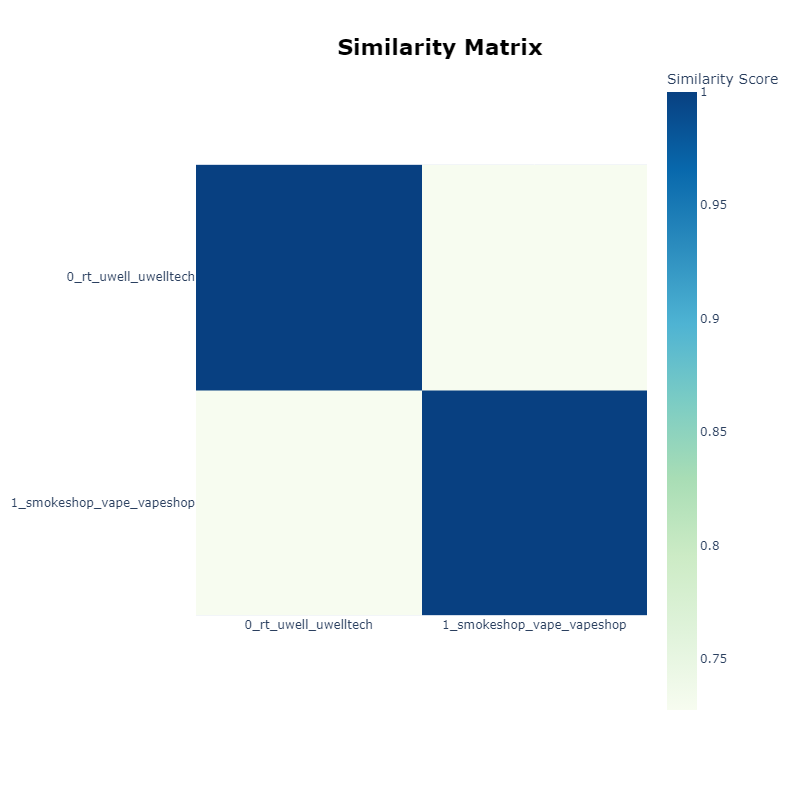 Similarity Matrix
Similarity Score
1
0.95
0.9
0.85
0.8
0.75
0_rt_uwell_uwelltech
1_smokeshop_vape_vapeshop
0_rt_uwell_uwelltech
1_smokeshop_vape_vapeshop